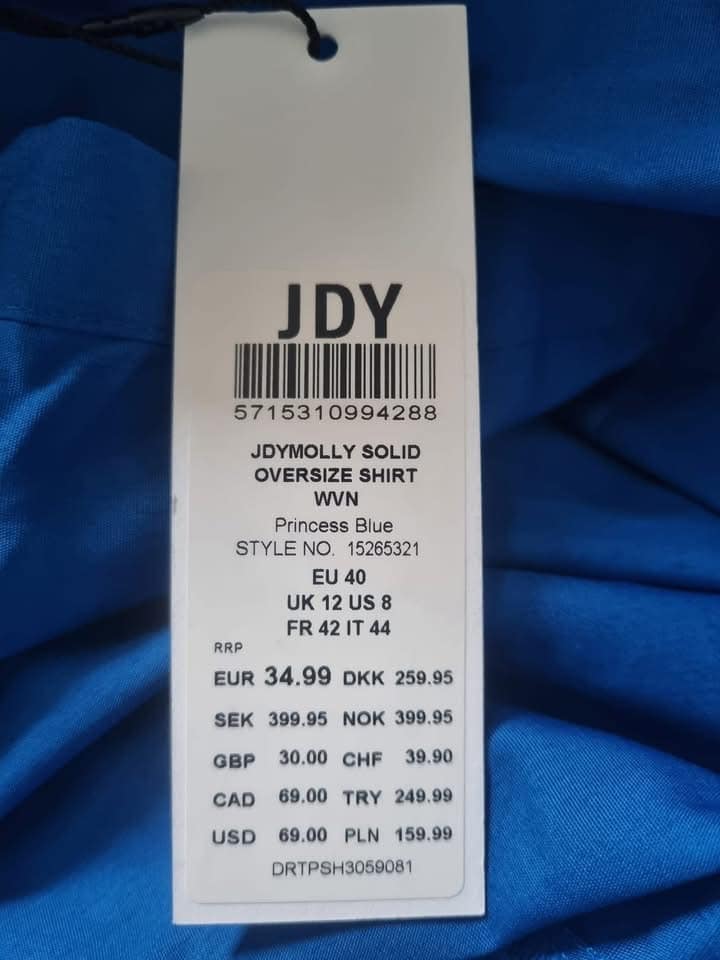 JDY
5715310994288
JDYMOLLY SOLID
OVERSIZE SHIRT
WVN
Princess Blue
STYLE NO. 15265321
EU 40
UK 12 US 8
FR 42 IT 44
RRP
EUR 34.99 DKK 259.95
SEK 399.95 NOK 399.95
GBP 30.00 CHF 39.90
CAD 69.00 TRY 249.99
USD 69.00 PLN 159.99
DRTPSH3059081